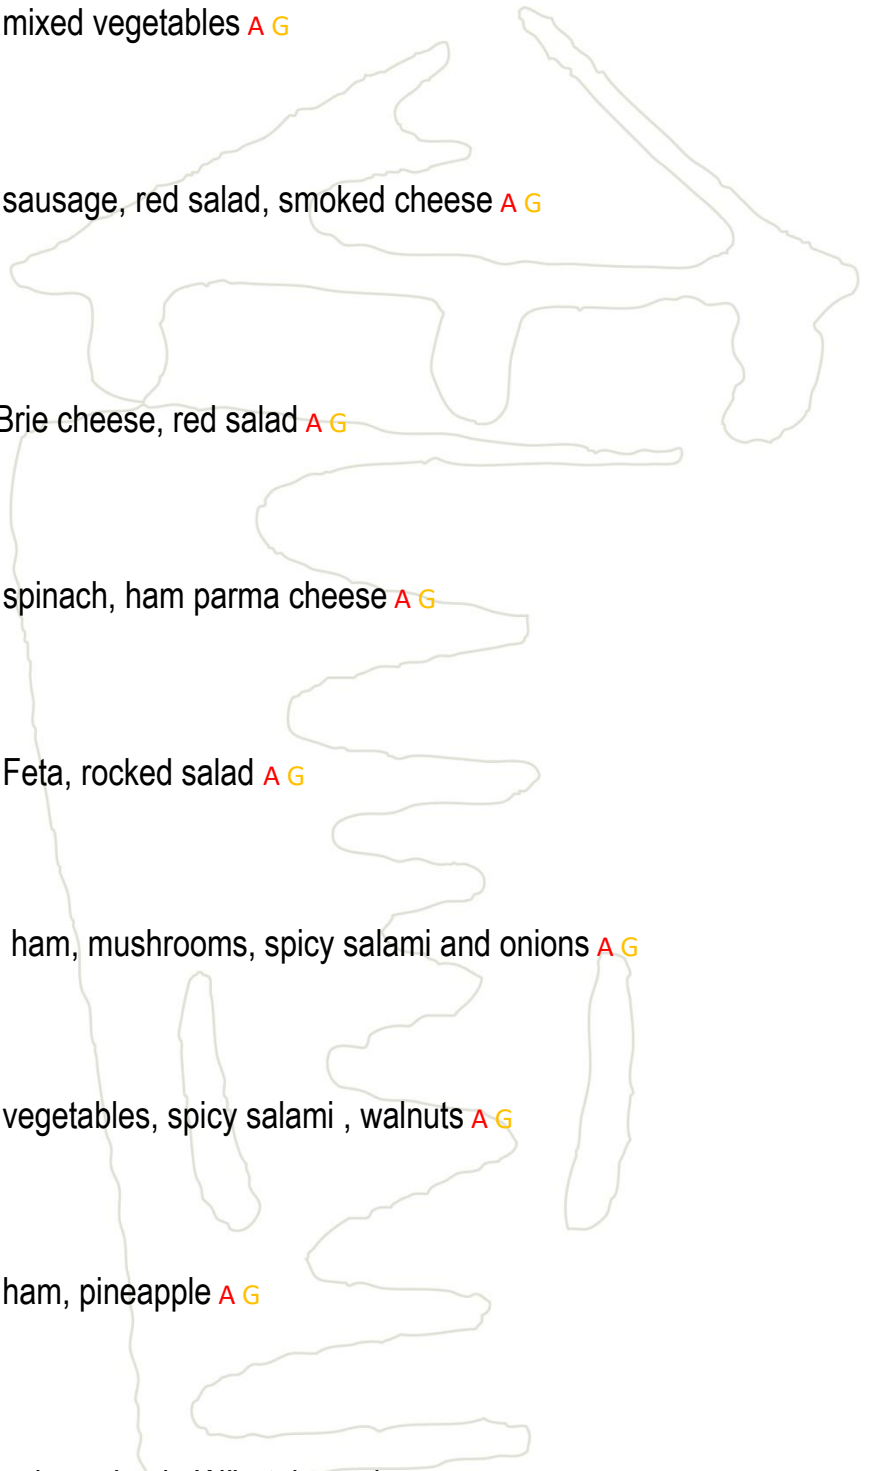 mixed vegetables A G
sausage, red salad, smoked cheese A G
Brie cheese, red salad A G
spinach, ham parma cheese A G
Feta, rocked salad A G
ham, mushrooms, spicy salami and onions A G
vegetables, spicy salami , walnuts A G
ham, pineapple A G